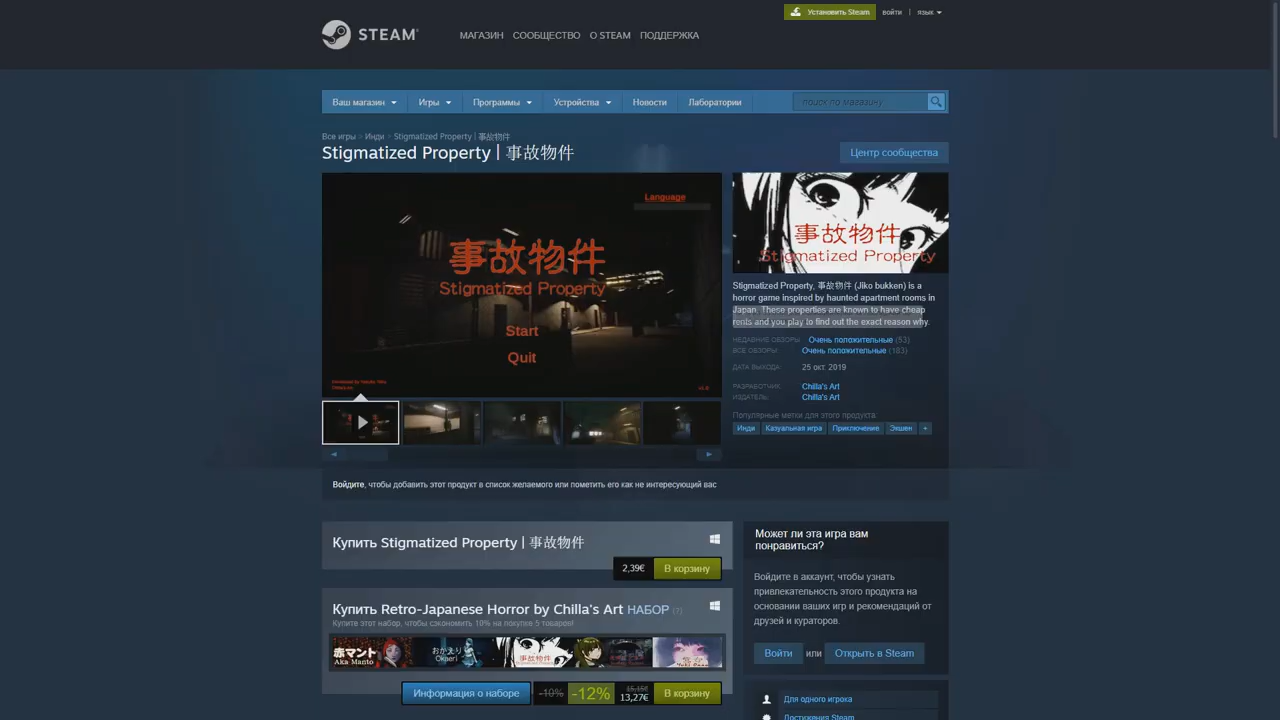 Установить Steam
войти | язык
STEAM
МАГАЗИН СООБЩЕСТВО О STEAM ПОДДЕРЖКА
Ваш магазин Игры Программы Устройства Новости Лаборатории
поиск по магазину
Все игры > Инди > Stigmatized Property | 事故物件
Stigmatized Property | 事故物件
Центр сообщества
Language
事故物件
Stigmatized Property
Start
Quit
v1.0
事故物件
Stigmatized Property
Stigmatized Property, 事故物件 (Jiko bukken) is a
horror game inspired by haunted apartment rooms in
Japan. These properties are known to have cheap
rents and you play to find out the exact reason why.
НЕДАВНИЕ ОБЗОРЫ: Очень положительные (53)
ВСЕ ОБЗОРЫ: Очень положительные (183)
ДАТА ВЫХОДА: 25 окт. 2019
РАЗРАБОТЧИК: Chilla's Art
ИЗДАТЕЛЬ: Chilla's Art
Популярные метки для этого продукта:
Инди Казуальная игра Приключение Экшен +
Войдите, чтобы добавить этот продукт в список желаемого или пометить его как не интересующий вас
Купить Stigmatized Property | 事故物件
2,39€ В корзину
Купить Retro-Japanese Horror by Chilla's Art НАБОР (?)
Купите этот набор, чтобы сэкономить 10% на покупке 5 товаров!
赤マント
Aka Manto
おかえり
Okaeri
事故物件
Информация о наборе -10% -12% 15,15€ 13,27€ В корзину
Может ли эта игра вам
понравиться?
Войдите в аккаунт, чтобы узнать
привлекательность этого продукта на
основании ваших игр и рекомендаций от
друзей и кураторов.
Войти или Открыть в Steam
Для одного игрока
Достижения Steam